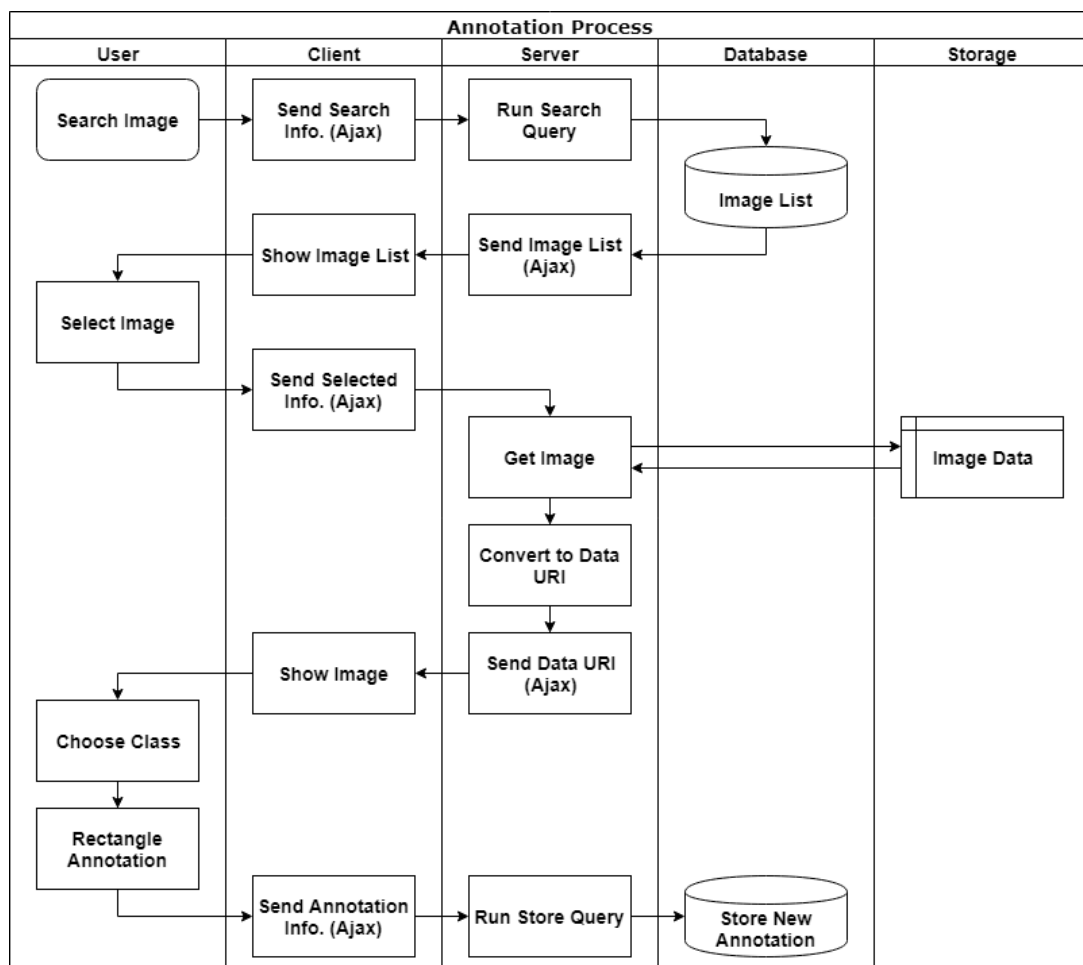 Annotation Process
User
Client
Server
Database
Storage
Search Image
Send Search
Info. (Ajax)
Run Search
Query
Image List
Send Image List
(Ajax)
Show Image List
Select Image
Send Selected
Info. (Ajax)
Get Image
Image Data
Convert to Data
URI
Send Data URI
(Ajax)
Show Image
Choose Class
Rectangle
Annotation
Send Annotation
Info. (Ajax)
Run Store Query
Store New
Annotation